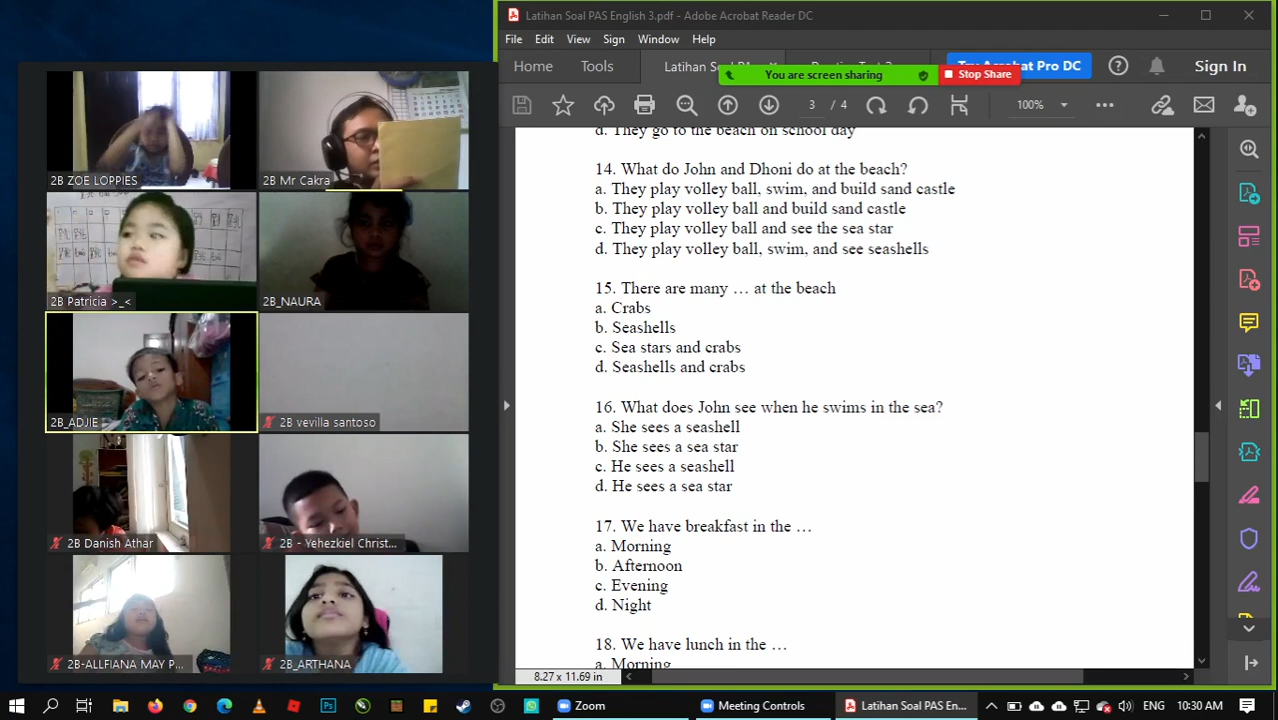 Latihan Soal PAS English 3.pdf - Adobe Acrobat Reader DC
File Edit View Sign Window Help
Home Tools
Try Acrobat Pro DC
Sign In
You are screen sharing
Stop Share
3 / 4
100%
d. They go to the beach on school day
14. What do John and Dhoni do at the beach?
a. They play volley ball, swim, and build sand castle
b. They play volley ball and build sand castle
c. They play volley ball and see the sea star
d. They play volley ball, swim, and see seashells
15. There are many … at the beach
a. Crabs
b. Seashells
c. Sea stars and crabs
d. Seashells and crabs
16. What does John see when he swims in the sea?
a. She sees a seashell
b. She sees a sea star
c. He sees a seashell
d. He sees a sea star
17. We have breakfast in the …
a. Morning
b. Afternoon
c. Evening
d. Night
18. We have lunch in the …
a. Morning
8.27 x 11.69 in
2B ZOE LOPPIES
2B Mr Cakra
2B Patricia >_<
2B_NAURA
2B_ADJIE
2B vevilla santoso
2B Danish Athar
2B - Yehezkiel Christ...
2B-ALLFIANA MAY P...
2B_ARTHANA
Zoom
Meeting Controls
Latihan Soal PAS En...
ENG
10:30 AM